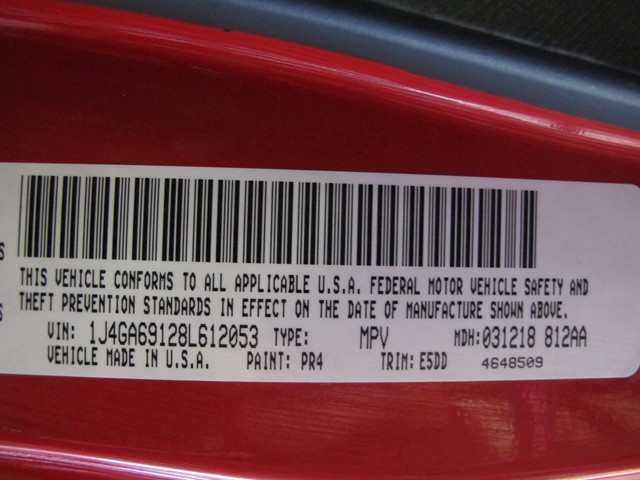 S
THIS VEHICLE CONFORMS TO ALL APPLICABLE U.S.A. FEDERAL MOTOR VEHICLE SAFETY AND
THEFT PREVENTION STANDARDS IN EFFECT ON THE DATE OF MANUFACTURE SHOWN ABOVE.
S
VIN: 1J4GA69128L612053 TYPE: MPV MDH:031218 812AA
VEHICLE MADE IN U.S.A. PAINT: PR4 TRIM: E5DD 4648509